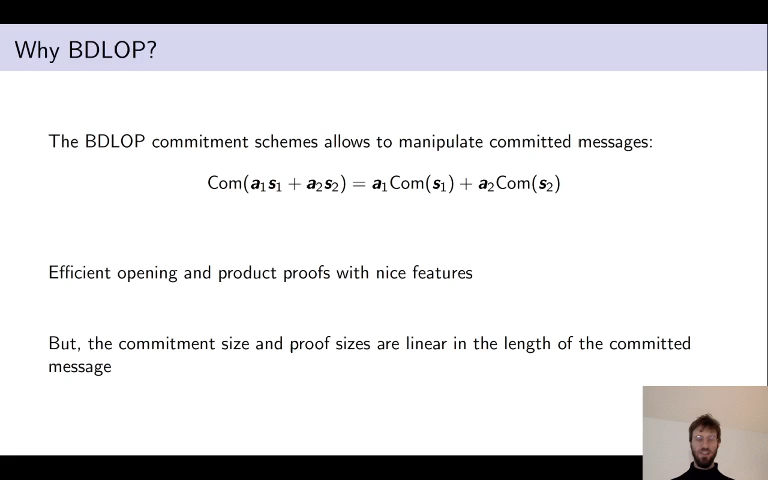 Why BDLOP?
The BDLOP commitment schemes allows to manipulate committed messages:
Com(a₁s₁ + a₂s₂) = a₁Com(s₁) + a₂Com(s₂)
Efficient opening and product proofs with nice features
But, the commitment size and proof sizes are linear in the length of the committed
message